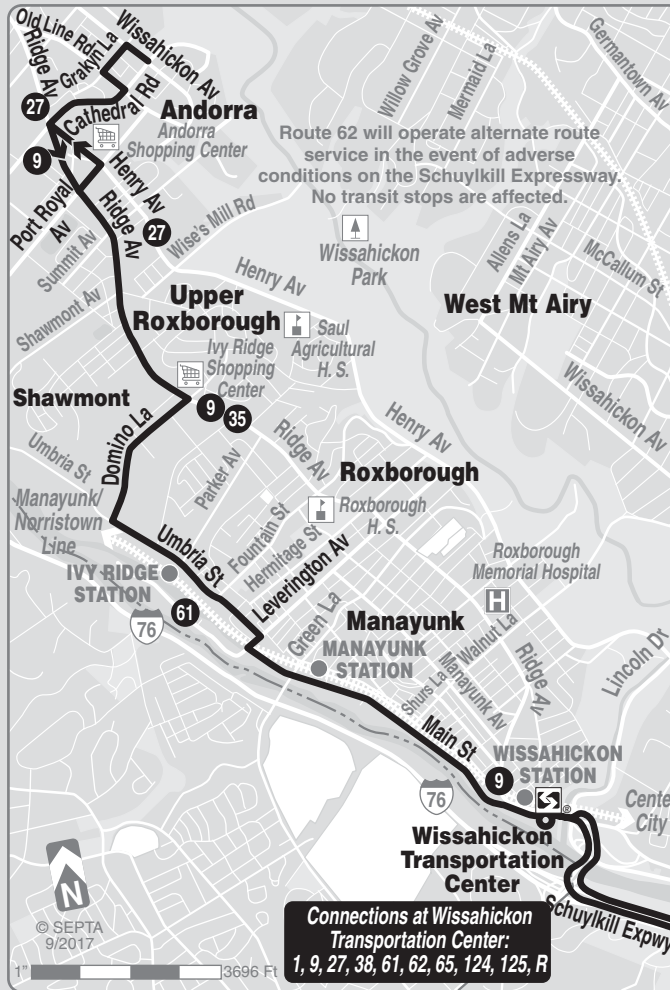 Old Line Rd
Ridge Av
Grakyn La
Wissahickon Av
Cathedral Rd
27
9
Andorra
Andorra
Shopping Center
Henry Av
27
Port Royal
Av
Ridge Av
Summit Av
Shawmont Av
Wise's Mill Rd
Willow Grove Av
Mermaid La
Germantown Av
Route 62 will operate alternate route
service in the event of adverse
conditions on the Schuylkill Expressway.
No transit stops are affected.
Wissahickon
Park
Allens La
Mt Airy Av
McCallum St
Henry Av
West Mt Airy
Upper
Roxborough
Saul
Agricultural
H. S.
Ivy Ridge
Shopping
Center
Wissahickon Av
Shawmont
9
35
Domino La
Henry Av
Ridge Av
Roxborough
Umbria St
Parker Av
Manayunk/
Norristown
Line
Roxborough
H. S.
Fountain St
Hermitage St
Umbria St
Leverington Av
Roxborough
Memorial Hospital
H
IVY RIDGE
STATION
61
76
Green La
Manayunk
MANAYUNK
STATION
Walnut La
Shurs La
Manayunk Av
Ridge Av
Lincoln Dr
Main St
WISSAHICKON
STATION
9
®
76
Center
City
Wissahickon
Transportation
Center
Schuylkill Expwy
N
© SEPTA
9/2017
Connections at Wissahickon
Transportation Center:
1, 9, 27, 38, 61, 62, 65, 124, 125, R
1"
3696 Ft